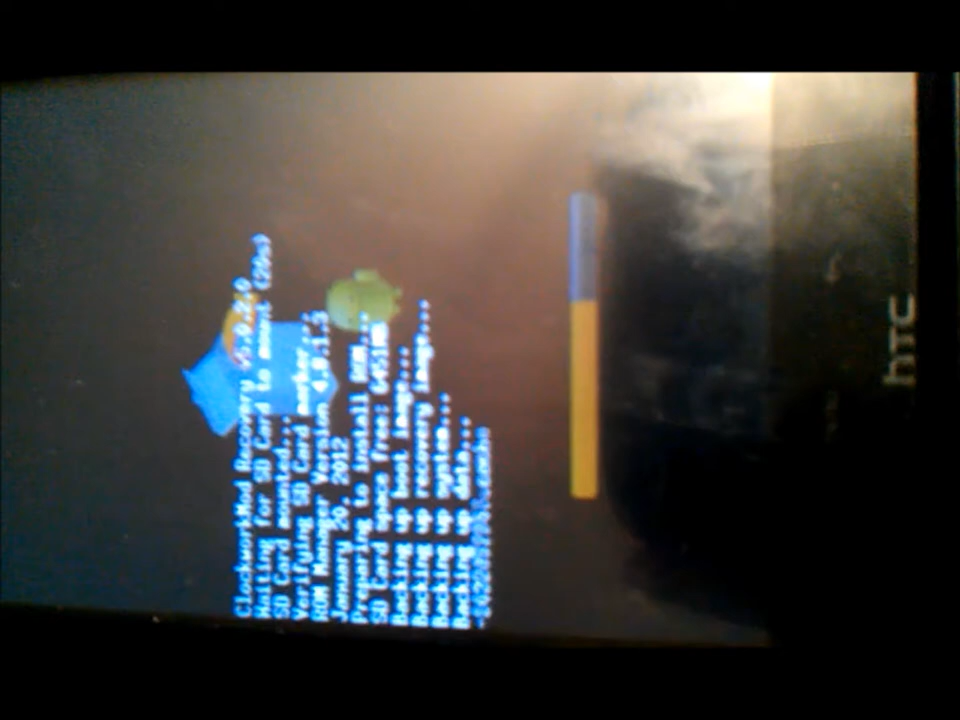 ClockworkMod Recovery v5.0.2.0
Waiting for SD Card to mount (20s)
SD Card mounted...
Verifying SD Card marker...
ROM Manager Version 4.8.1.3
January 20, 2012
Preparing to install ROM...
SD Card space free: 6451MB
Backing up boot image...
Backing up recovery image...
Backing up system...
Backing up data...
hTC